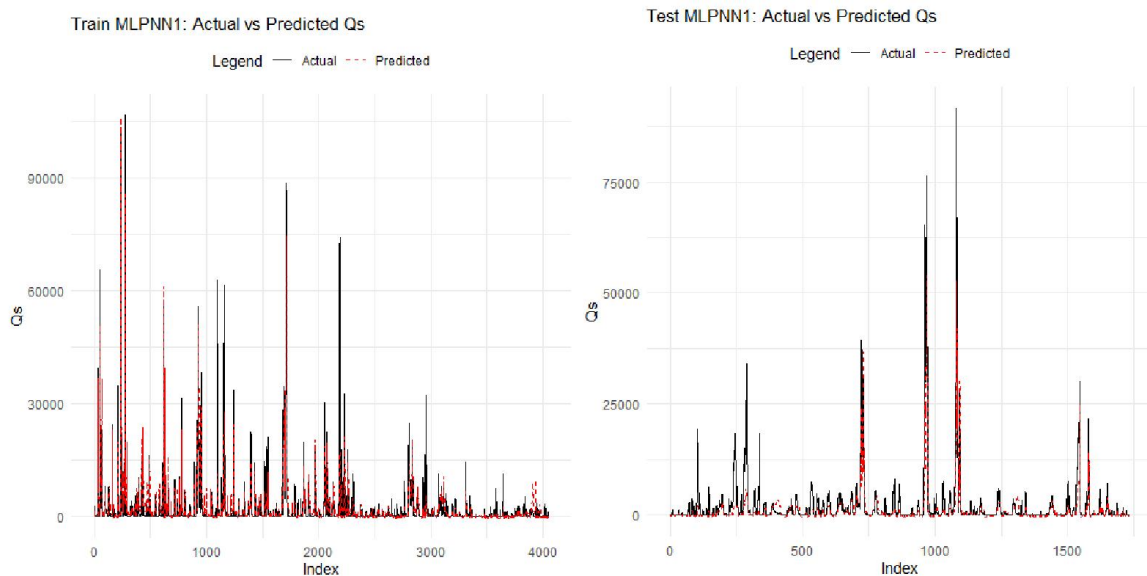 Train MLPNN1: Actual vs Predicted Qs
Legend Actual Predicted
90000
60000
30000
0
Qs
0 1000 2000 3000 4000
Index
Test MLPNN1: Actual vs Predicted Qs
Legend Actual Predicted
75000
50000
25000
0
Qs
0 500 1000 1500
Index